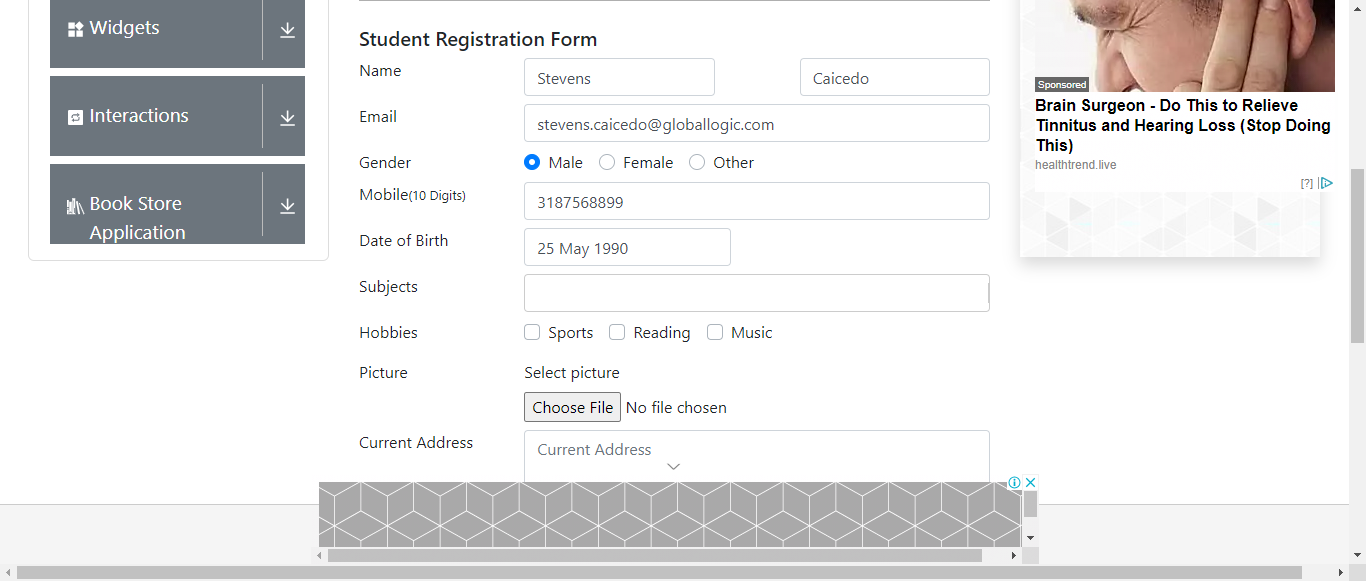 Widgets
Interactions
Book Store
Application
Student Registration Form
Name
Stevens
Caicedo
Email
stevens.caicedo@globallogic.com
Gender
Male
Female
Other
Mobile(10 Digits)
3187568899
Date of Birth
25 May 1990
Subjects
Hobbies
Sports
Reading
Music
Picture
Select picture
Choose File
No file chosen
Current Address
Current Address
Sponsored
Brain Surgeon - Do This to Relieve
Tinnitus and Hearing Loss (Stop Doing
This)
healthtrend.live
[?]